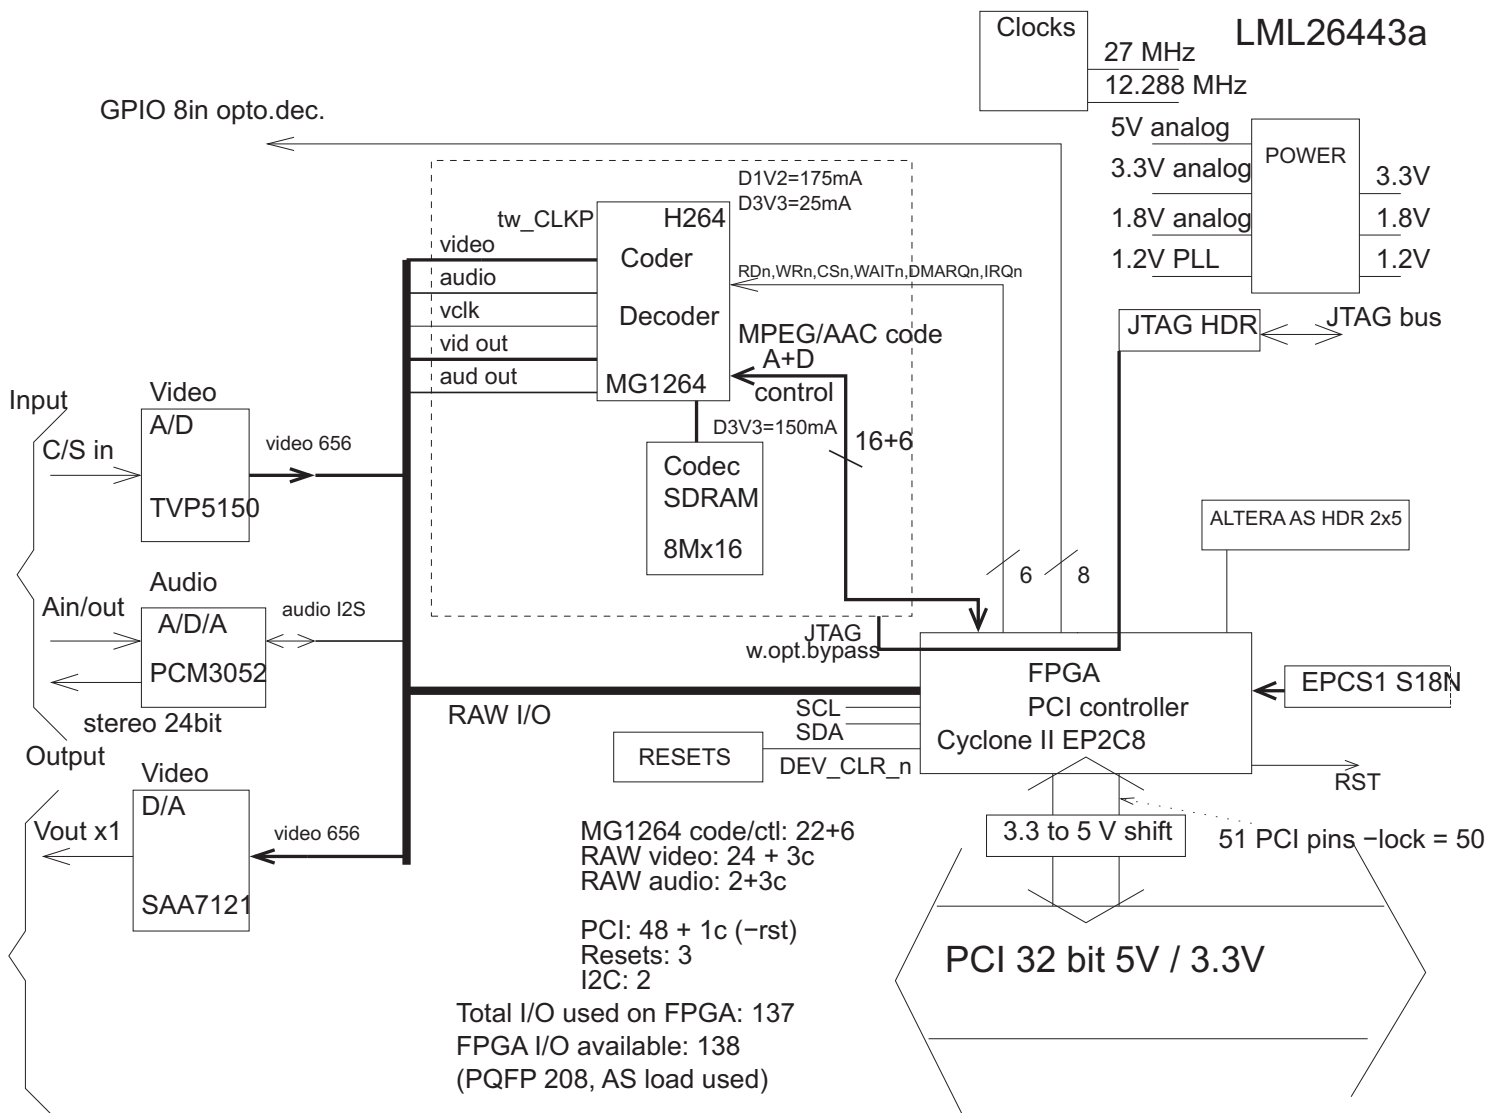 LML26443a
Clocks
27 MHz
12.288 MHz
GPIO 8in opto.dec.
5V analog
3.3V analog
1.8V analog
1.2V PLL
POWER
3.3V
1.8V
1.2V
D1V2=175mA
D3V3=25mA
tw_CLKP
H264
Coder
Decoder
MG1264
video
audio
vclk
vid out
aud out
RDn,WRn,CSn,WAITn,DMARQn,IRQn
MPEG/AAC code
A+D
control
JTAG HDR
JTAG bus
D3V3=150mA
16+6
Codec
SDRAM
8Mx16
Input
Video
A/D
TVP5150
C/S in
video 656
ALTERA AS HDR 2x5
6
8
Audio
A/D/A
PCM3052
Ain/out
audio I2S
stereo 24bit
JTAG
w.opt.bypass
FPGA
PCI controller
Cyclone II EP2C8
EPCS1 S18N
RAW I/O
SCL
SDA
RESETS
DEV_CLR_n
RST
Output
Video
D/A
SAA7121
Vout x1
video 656
3.3 to 5 V shift
51 PCI pins −lock = 50
MG1264 code/ctl: 22+6
RAW video: 24 + 3c
RAW audio: 2+3c
PCI: 48 + 1c (−rst)
Resets: 3
I2C: 2
Total I/O used on FPGA: 137
FPGA I/O available: 138
(PQFP 208, AS load used)
PCI 32 bit 5V / 3.3V